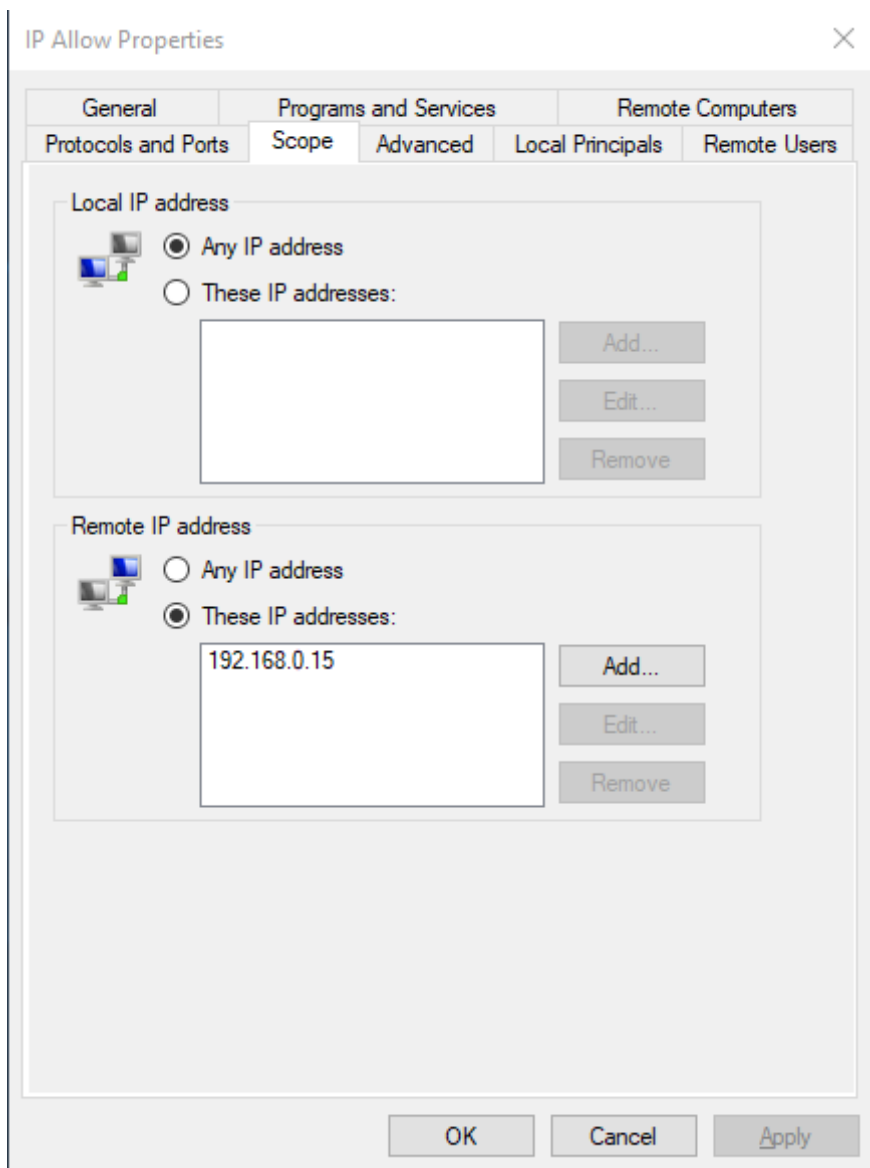 IP Allow Properties
General Programs and Services Remote Computers
Protocols and Ports Scope Advanced Local Principals Remote Users
Local IP address
Any IP address
These IP addresses:
Add...
Edit...
Remove
Remote IP address
Any IP address
These IP addresses:
192.168.0.15
Add...
Edit...
Remove
OK Cancel Apply